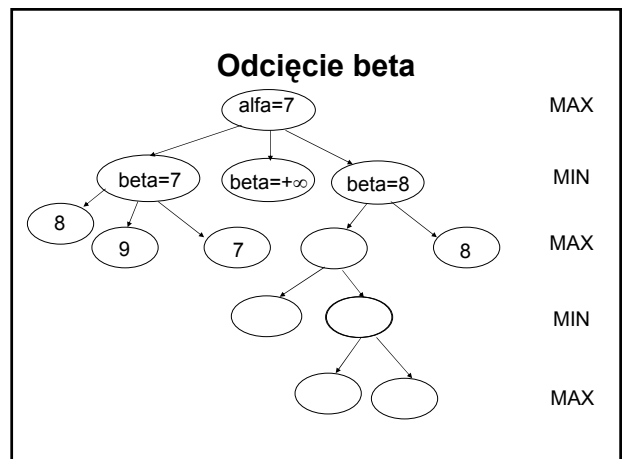 Odcięcie beta
alfa=7 MAX
beta=7 beta=+∞ beta=8 MIN
8 9 7 8 MAX
MIN
MAX